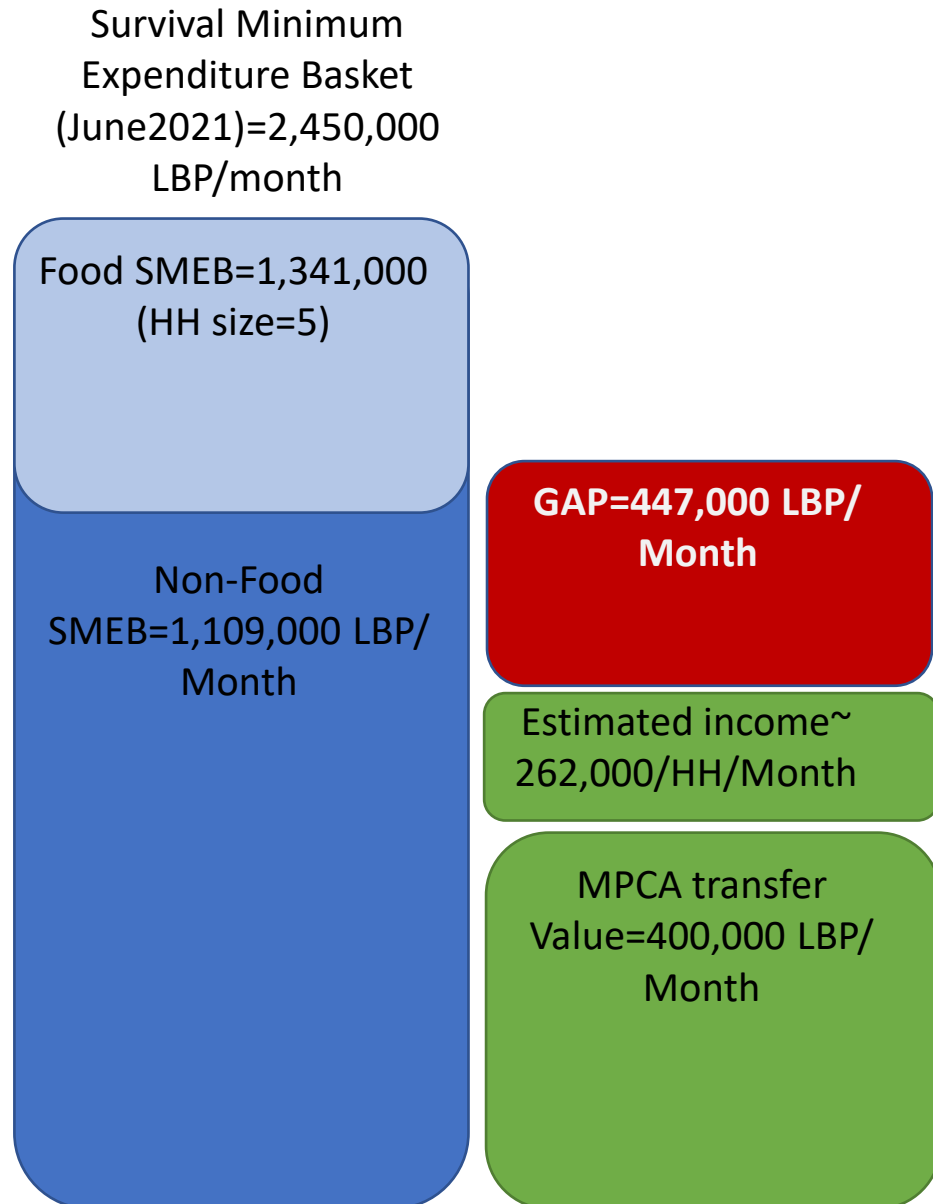 Survival Minimum
Expenditure Basket
(June2021)=2,450,000
LBP/month
Food SMEB=1,341,000
(HH size=5)
Non-Food
SMEB=1,109,000 LBP/
Month
GAP=447,000 LBP/
Month
Estimated income~
262,000/HH/Month
MPCA transfer
Value=400,000 LBP/
Month